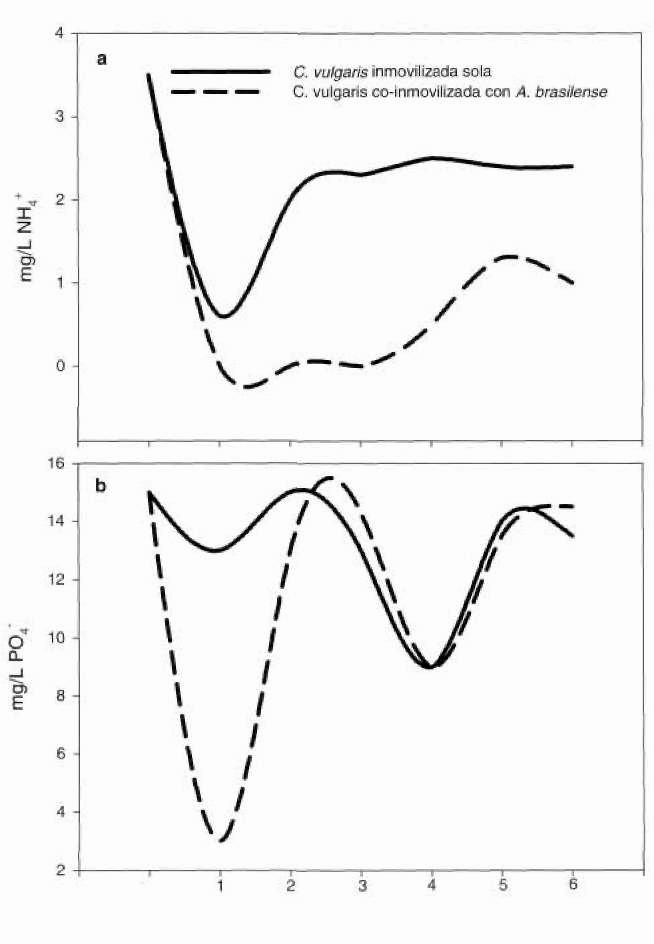 4
a
C. vulgaris inmovilizada sola
C. vulgaris co-inmovilizada con A. brasilense
3
2
1
0
mg/L NH₄⁺
16
b
14
12
10
8
6
4
2
mg/L PO₄⁻
1 2 3 4 5 6